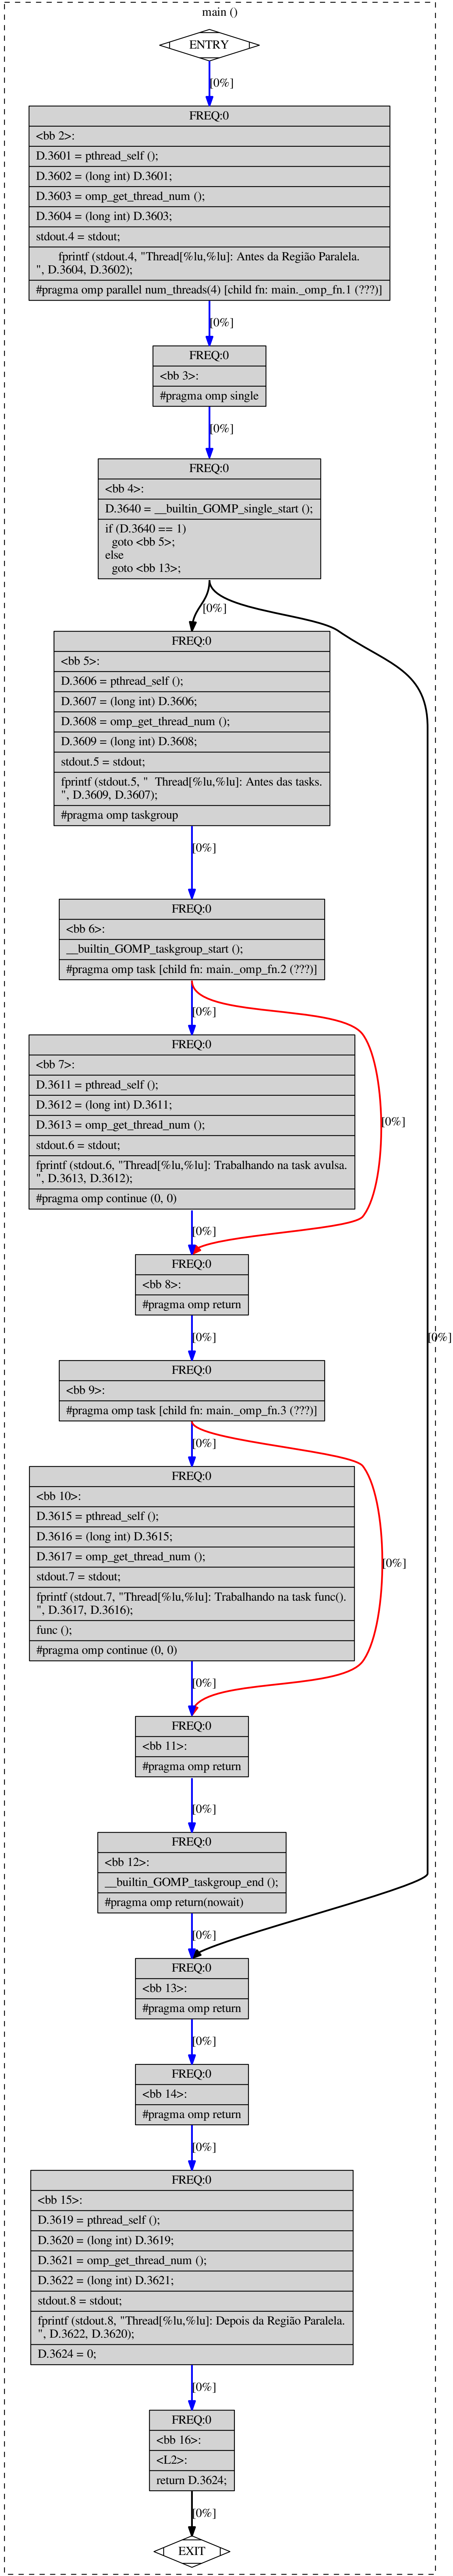 main ()
ENTRY
[0%]
FREQ:0
<bb 2>:
D.3601 = pthread_self ();
D.3602 = (long int) D.3601;
D.3603 = omp_get_thread_num ();
D.3604 = (long int) D.3603;
stdout.4 = stdout;
fprintf (stdout.4, "Thread[%lu,%lu]: Antes da Região Paralela.
", D.3604, D.3602);
#pragma omp parallel num_threads(4) [child fn: main._omp_fn.1 (???)]
[0%]
FREQ:0
<bb 3>:
#pragma omp single
[0%]
FREQ:0
<bb 4>:
D.3640 = __builtin_GOMP_single_start ();
if (D.3640 == 1)
goto <bb 5>;
else
goto <bb 13>;
[0%]
FREQ:0
<bb 5>:
D.3606 = pthread_self ();
D.3607 = (long int) D.3606;
D.3608 = omp_get_thread_num ();
D.3609 = (long int) D.3608;
stdout.5 = stdout;
fprintf (stdout.5, "  Thread[%lu,%lu]: Antes das tasks.
", D.3609, D.3607);
#pragma omp taskgroup
[0%]
FREQ:0
<bb 6>:
__builtin_GOMP_taskgroup_start ();
#pragma omp task [child fn: main._omp_fn.2 (???)]
[0%]
FREQ:0
<bb 7>:
D.3611 = pthread_self ();
D.3612 = (long int) D.3611;
D.3613 = omp_get_thread_num ();
stdout.6 = stdout;
fprintf (stdout.6, "Thread[%lu,%lu]: Trabalhando na task avulsa.
", D.3613, D.3612);
#pragma omp continue (0, 0)
[0%]
[0%]
FREQ:0
<bb 8>:
#pragma omp return
[0%]
[0%]
FREQ:0
<bb 9>:
#pragma omp task [child fn: main._omp_fn.3 (???)]
[0%]
FREQ:0
<bb 10>:
D.3615 = pthread_self ();
D.3616 = (long int) D.3615;
D.3617 = omp_get_thread_num ();
stdout.7 = stdout;
fprintf (stdout.7, "Thread[%lu,%lu]: Trabalhando na task func().
", D.3617, D.3616);
func ();
#pragma omp continue (0, 0)
[0%]
[0%]
FREQ:0
<bb 11>:
#pragma omp return
[0%]
FREQ:0
<bb 12>:
__builtin_GOMP_taskgroup_end ();
#pragma omp return(nowait)
[0%]
FREQ:0
<bb 13>:
#pragma omp return
[0%]
FREQ:0
<bb 14>:
#pragma omp return
[0%]
FREQ:0
<bb 15>:
D.3619 = pthread_self ();
D.3620 = (long int) D.3619;
D.3621 = omp_get_thread_num ();
D.3622 = (long int) D.3621;
stdout.8 = stdout;
fprintf (stdout.8, "Thread[%lu,%lu]: Depois da Região Paralela.
", D.3622, D.3620);
D.3624 = 0;
[0%]
FREQ:0
<bb 16>:
<L2>:
return D.3624;
[0%]
EXIT